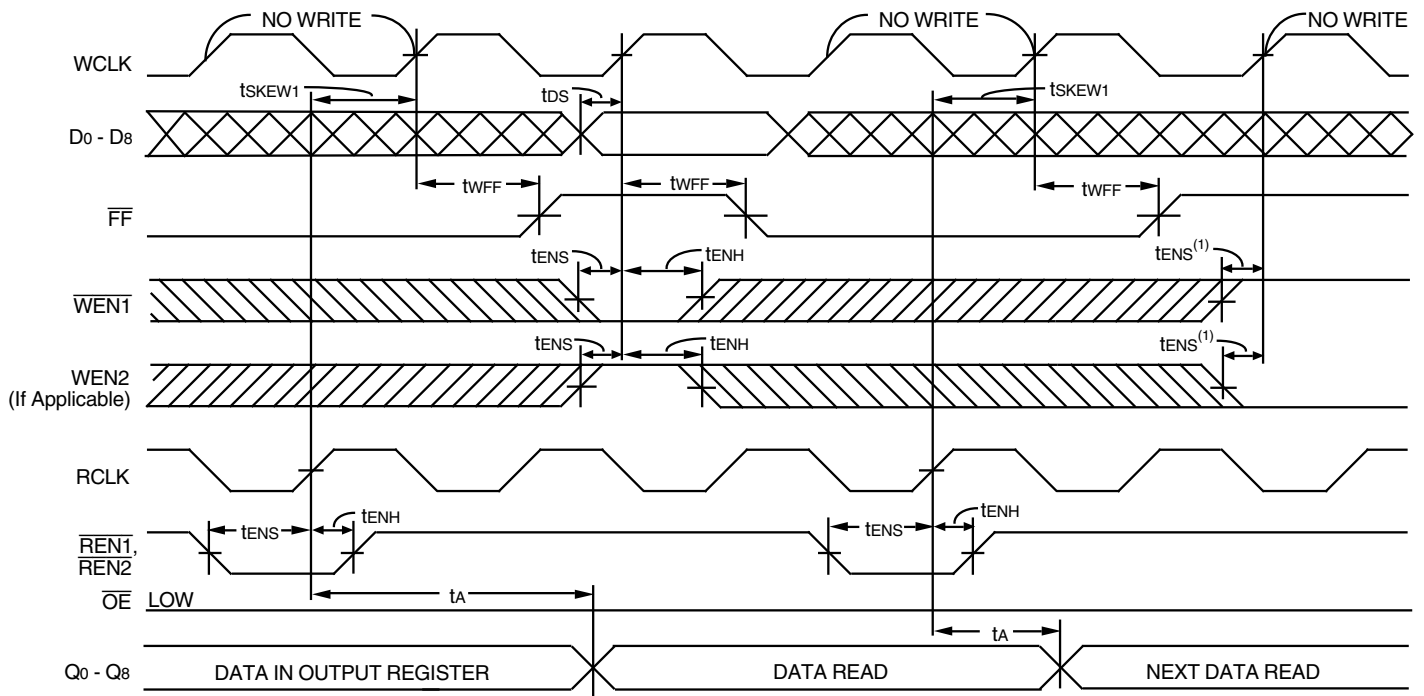 NO WRITE
NO WRITE
NO WRITE
WCLK
tSKEW1
tDS
tSKEW1
D0 - D8
tWFF
tWFF
tWFF
FF
tENS
tENH
tENS(1)
WEN1
tENS
tENH
tENS(1)
WEN2
(If Applicable)
RCLK
tENS
tENH
tENS
tENH
REN1,
REN2
OE
LOW
tA
tA
Q0 - Q8
DATA IN OUTPUT REGISTER
DATA READ
NEXT DATA READ